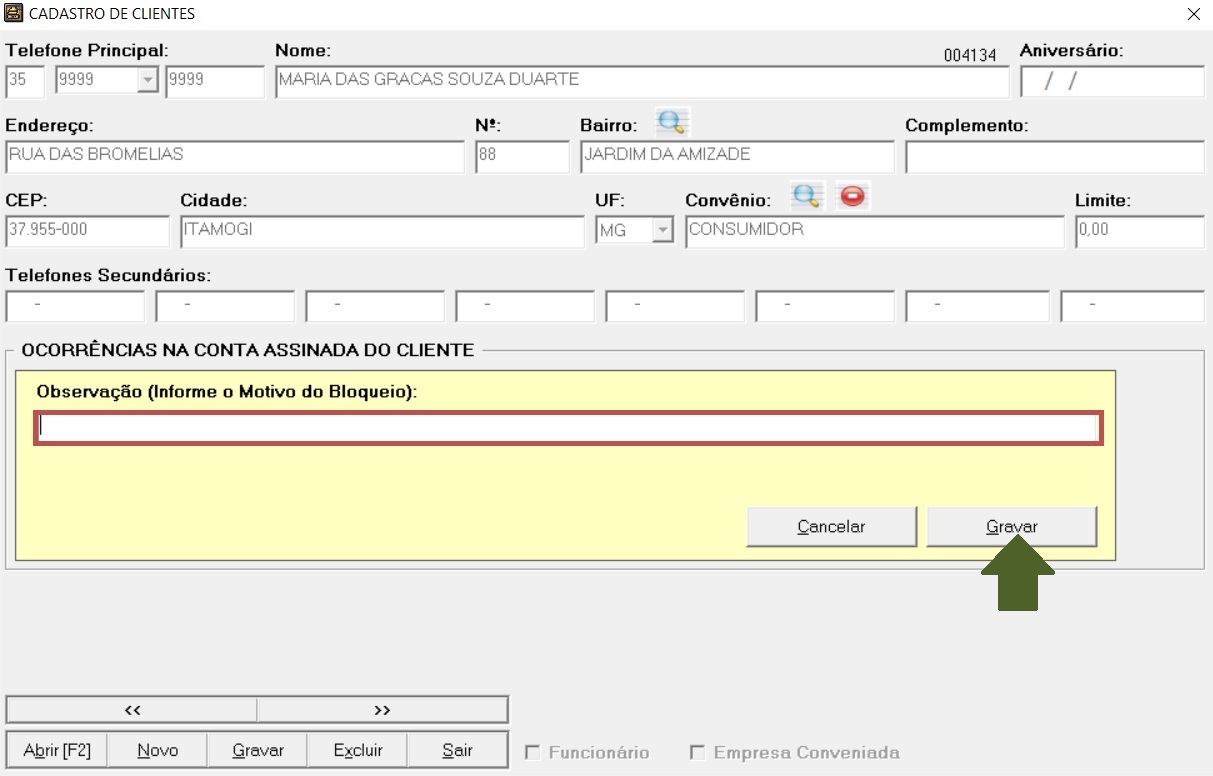 CADASTRO DE CLIENTES
Telefone Principal: Nome: 004134 Aniversário:
35 9999 9999 MARIA DAS GRACAS SOUZA DUARTE / /
Endereço: Nº: Bairro: Complemento:
RUA DAS BROMELIAS 88 JARDIM DA AMIZADE
CEP: Cidade: UF: Convênio: Limite:
37.955-000 ITAMOGI MG CONSUMIDOR 0,00
Telefones Secundários:
- - - - - - - -
OCORRÊNCIAS NA CONTA ASSINADA DO CLIENTE
Observação (Informe o Motivo do Bloqueio):
Cancelar Gravar
<< >>
Abrir [F2] Novo Gravar Excluir Sair Funcionário Empresa Conveniada